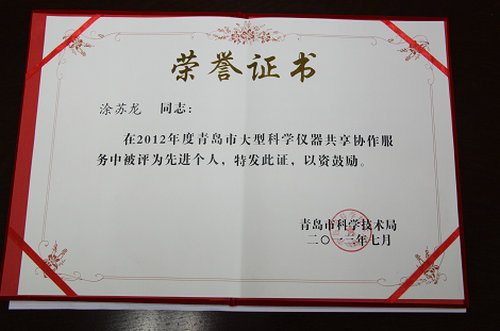 荣誉证书
涂苏龙 同志：
在2012年度青岛市大型科学仪器共享协作服
务中被评为先进个人，特发此证，以资鼓励。
青岛市科学技术局
二〇一二年七月